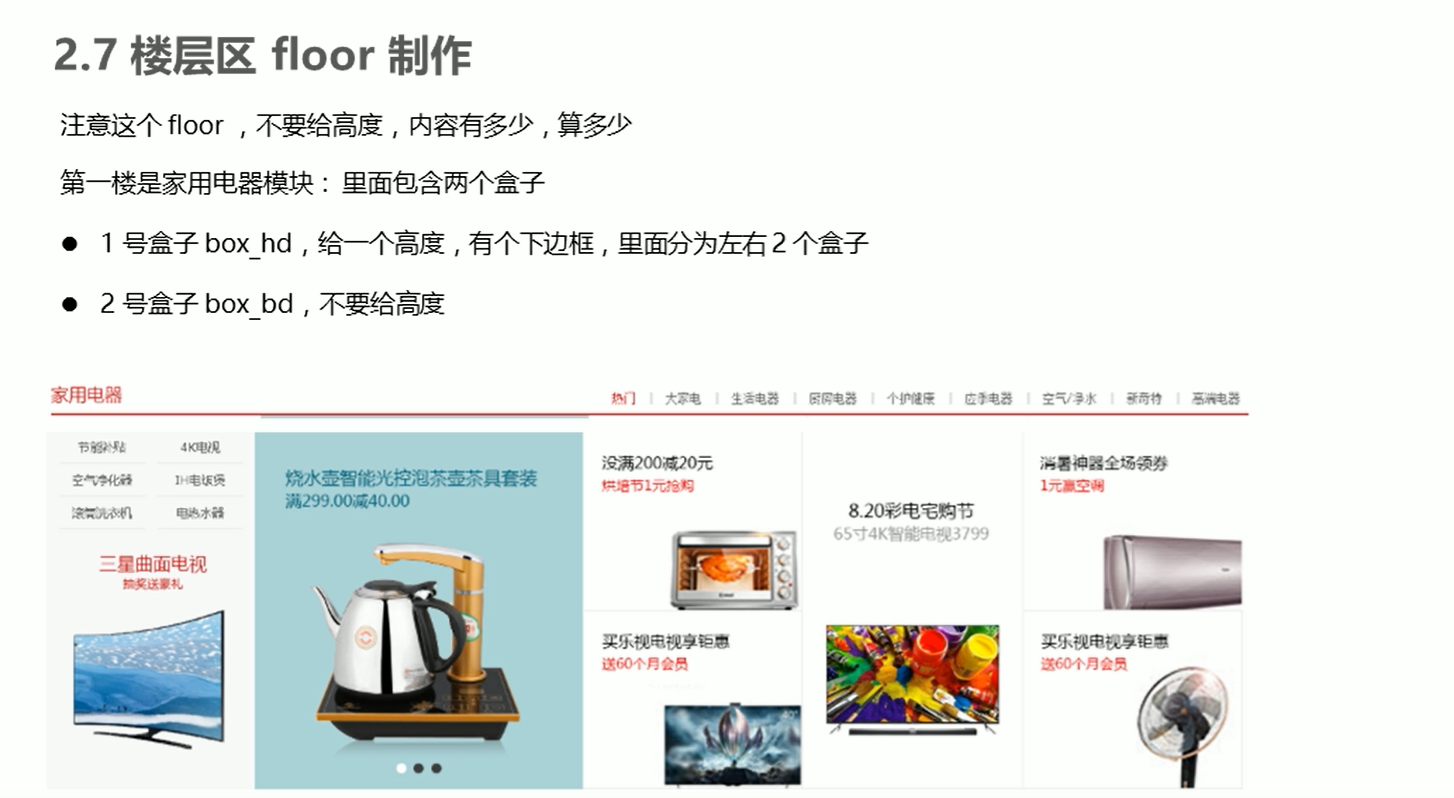 2.7 楼层区 floor 制作
注意这个 floor ，不要给高度，内容有多少，算多少
第一楼是家用电器模块： 里面包含两个盒子
● 1 号盒子 box_hd，给一个高度，有个下边框，里面分为左右 2 个盒子
● 2 号盒子 box_bd，不要给高度
家用电器
热门 | 大家电 | 生活电器 | 厨房电器 | 个护健康 | 应季电器 | 空气/净水 | 新奇特 | 高端电器
节能补贴 4K电视
空气净化器 IH电饭煲
滚筒洗衣机 电热水器
三星曲面电视
抽奖送豪礼
烧水壶智能光控泡茶壶茶具套装
满299.00减40.00
没满200减20元
烘培节1元抢购
买乐视电视享钜惠
送60个月会员
8.20彩电宅购节
65寸4K智能电视3799
消暑神器全场领券
1元赢空调
买乐视电视享钜惠
送60个月会员